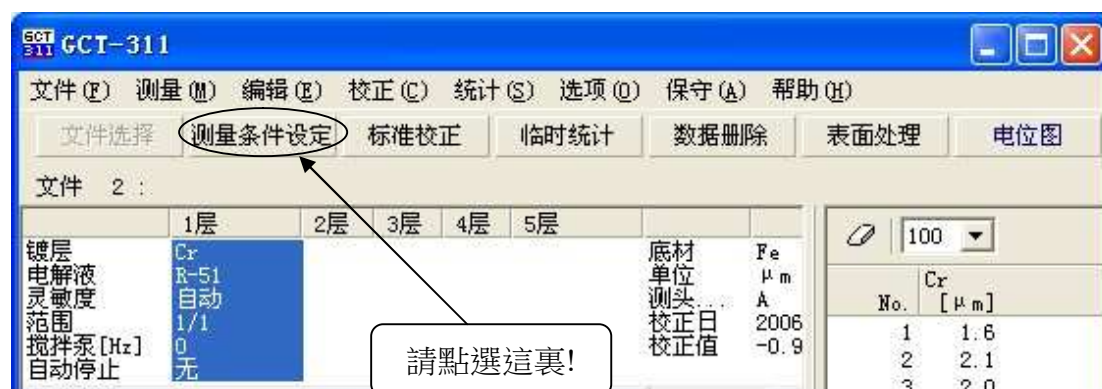 GCT-311
文件(F) 测量(M) 编辑(E) 校正(C) 统计(S) 选项(O) 保守(A) 帮助(H)
文件选择 测量条件设定 标准校正 临时统计 数据删除 表面处理 电位图
文件 2 :
1层 2层 3层 4层 5层
镀层 Cr 底材 Fe
电解液 R-51 单位 μm
灵敏度 自动 测头... A
范围 1/1 校正日 2006
搅拌泵[Hz] 0 校正值 -0.9
自动停止 无
請點選這裏!
100
Cr
No. [μm]
1 1.6
2 2.1
3 2.0